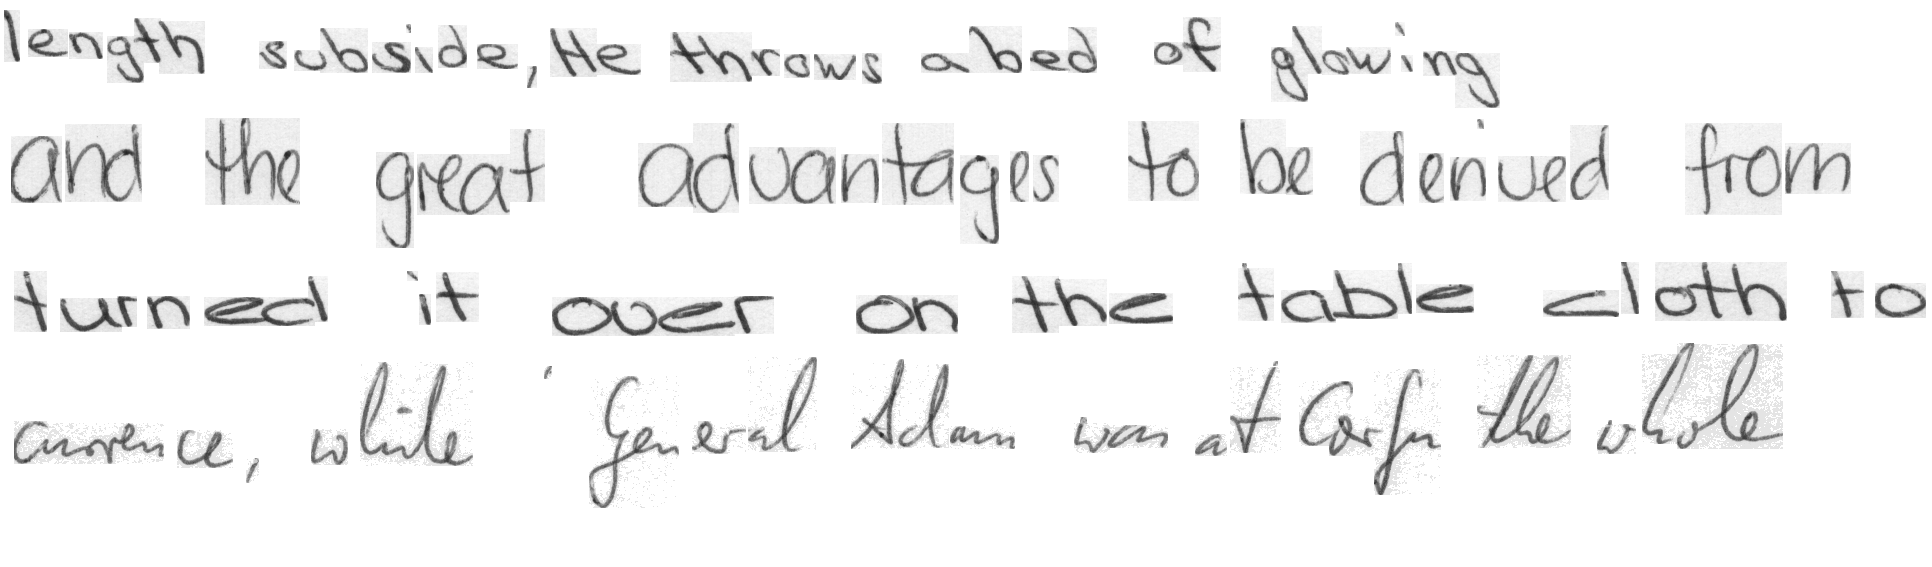 length subside, He throws a bed of glowing
and the great advantages to be derived from
turned it over on the table cloth to
currence, while ' General Adam was at Corfu the whole